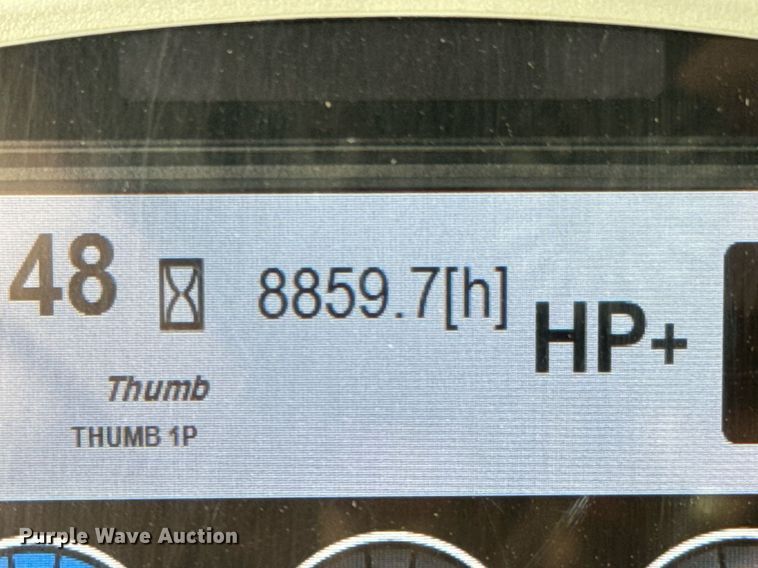 48
8859.7[h]
HP+
Thumb
THUMB 1P
Purple Wave Auction